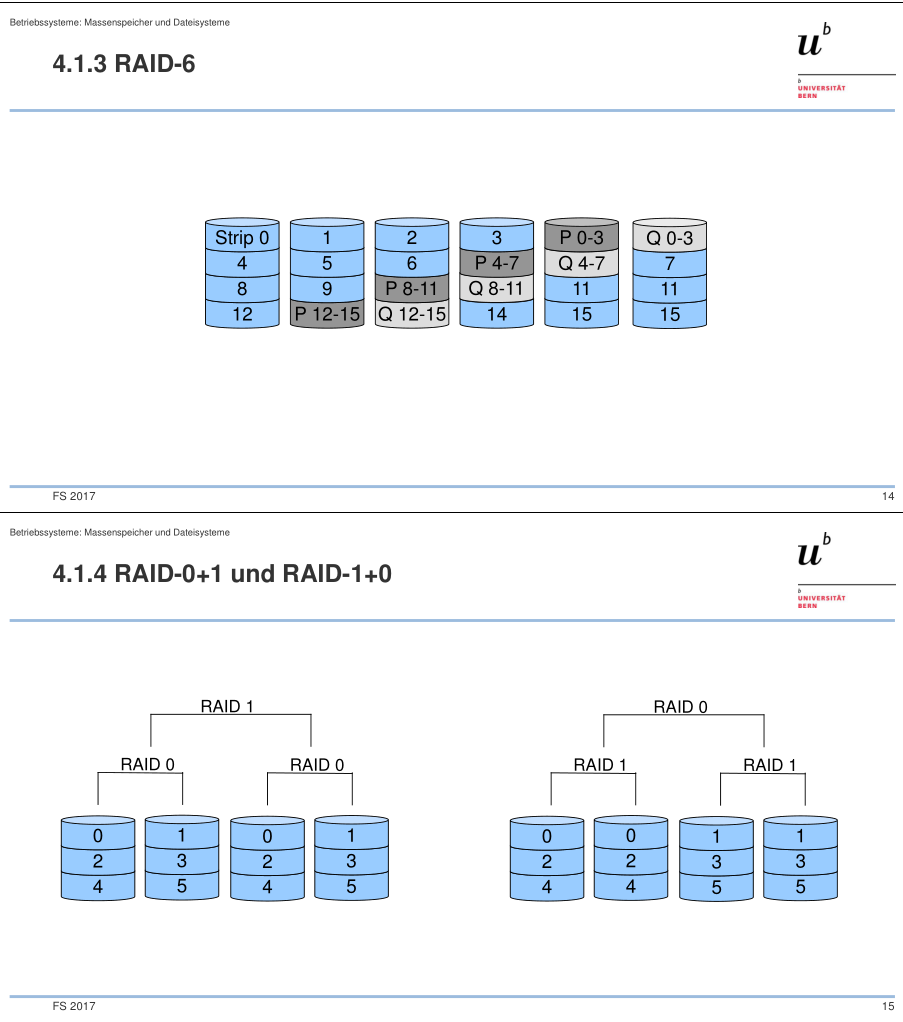 Betriebssysteme: Massenspeicher und Dateisysteme
4.1.3 RAID-6
u b
b
UNIVERSITÄT
BERN
Strip 0 1 2 3 P 0-3 Q 0-3
4 5 6 P 4-7 Q 4-7 7
8 9 P 8-11 Q 8-11 11 11
12 P 12-15 Q 12-15 14 15 15
FS 2017 14
Betriebssysteme: Massenspeicher und Dateisysteme
4.1.4 RAID-0+1 und RAID-1+0
u b
b
UNIVERSITÄT
BERN
RAID 1 RAID 0
RAID 0 RAID 0 RAID 1 RAID 1
0 1 0 1 0 0 1 1
2 3 2 3 2 2 3 3
4 5 4 5 4 4 5 5
FS 2017 15